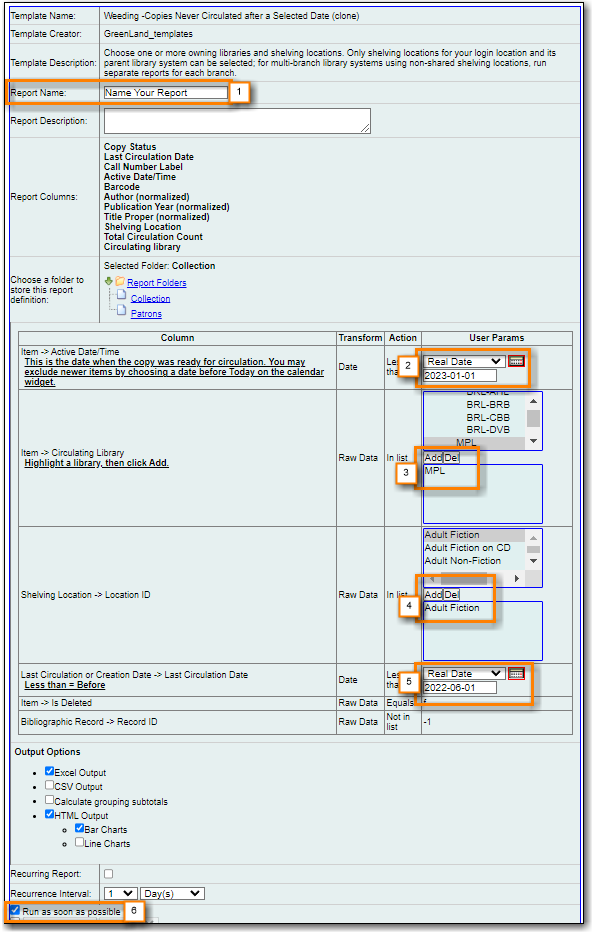 Template Name: Weeding -Copies Never Circulated after a Selected Date (clone)
Template Creator: GreenLand_templates
Template Description: Choose one or more owning libraries and shelving locations. Only shelving locations for your login location and its
parent library system can be selected; for multi-branch library systems using non-shared shelving locations, run
separate reports for each branch.
Report Name: Name Your Report 1
Report Description:
Report Columns:
Copy Status
Last Circulation Date
Call Number Label
Active Date/Time
Barcode
Author (normalized)
Publication Year (normalized)
Title Proper (normalized)
Shelving Location
Total Circulation Count
Circulating library
Choose a folder to
store this report
definition:
Selected Folder: Collection
Report Folders
Collection
Patrons
Column Transform Action User Params
Item -> Active Date/Time
This is the date when the copy was ready for circulation. You may
exclude newer items by choosing a date before Today on the calendar
widget.
Date
2
Real Date
2023-01-01
Item -> Circulating Library
Highlight a library, then click Add.
Raw Data In list
BRL-BRB
BRL-CBB
BRL-DVB
MPL
Add Del
3
MPL
Shelving Location -> Location ID
Raw Data In list
Adult Fiction
Adult Fiction on CD
Adult Non-Fiction
Add Del
4
Adult Fiction
Last Circulation or Creation Date -> Last Circulation Date
Less than = Before
Date
5
Real Date
2022-06-01
Item -> Is Deleted Raw Data Equals f
Bibliographic Record -> Record ID Raw Data Not in
list -1
Output Options
Excel Output
CSV Output
Calculate grouping subtotals
HTML Output
Bar Charts
Line Charts
Recurring Report:
Recurrence Interval: 1 Day(s)
Run as soon as possible 6